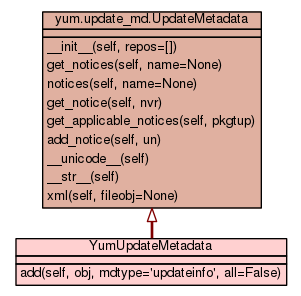 yum.update_md.UpdateMetadata
__init__(self, repos=[])
get_notices(self, name=None)
notices(self, name=None)
get_notice(self, nvr)
get_applicable_notices(self, pkgtup)
add_notice(self, un)
__unicode__(self)
__str__(self)
xml(self, fileobj=None)
YumUpdateMetadata
add(self, obj, mdtype='updateinfo', all=False)